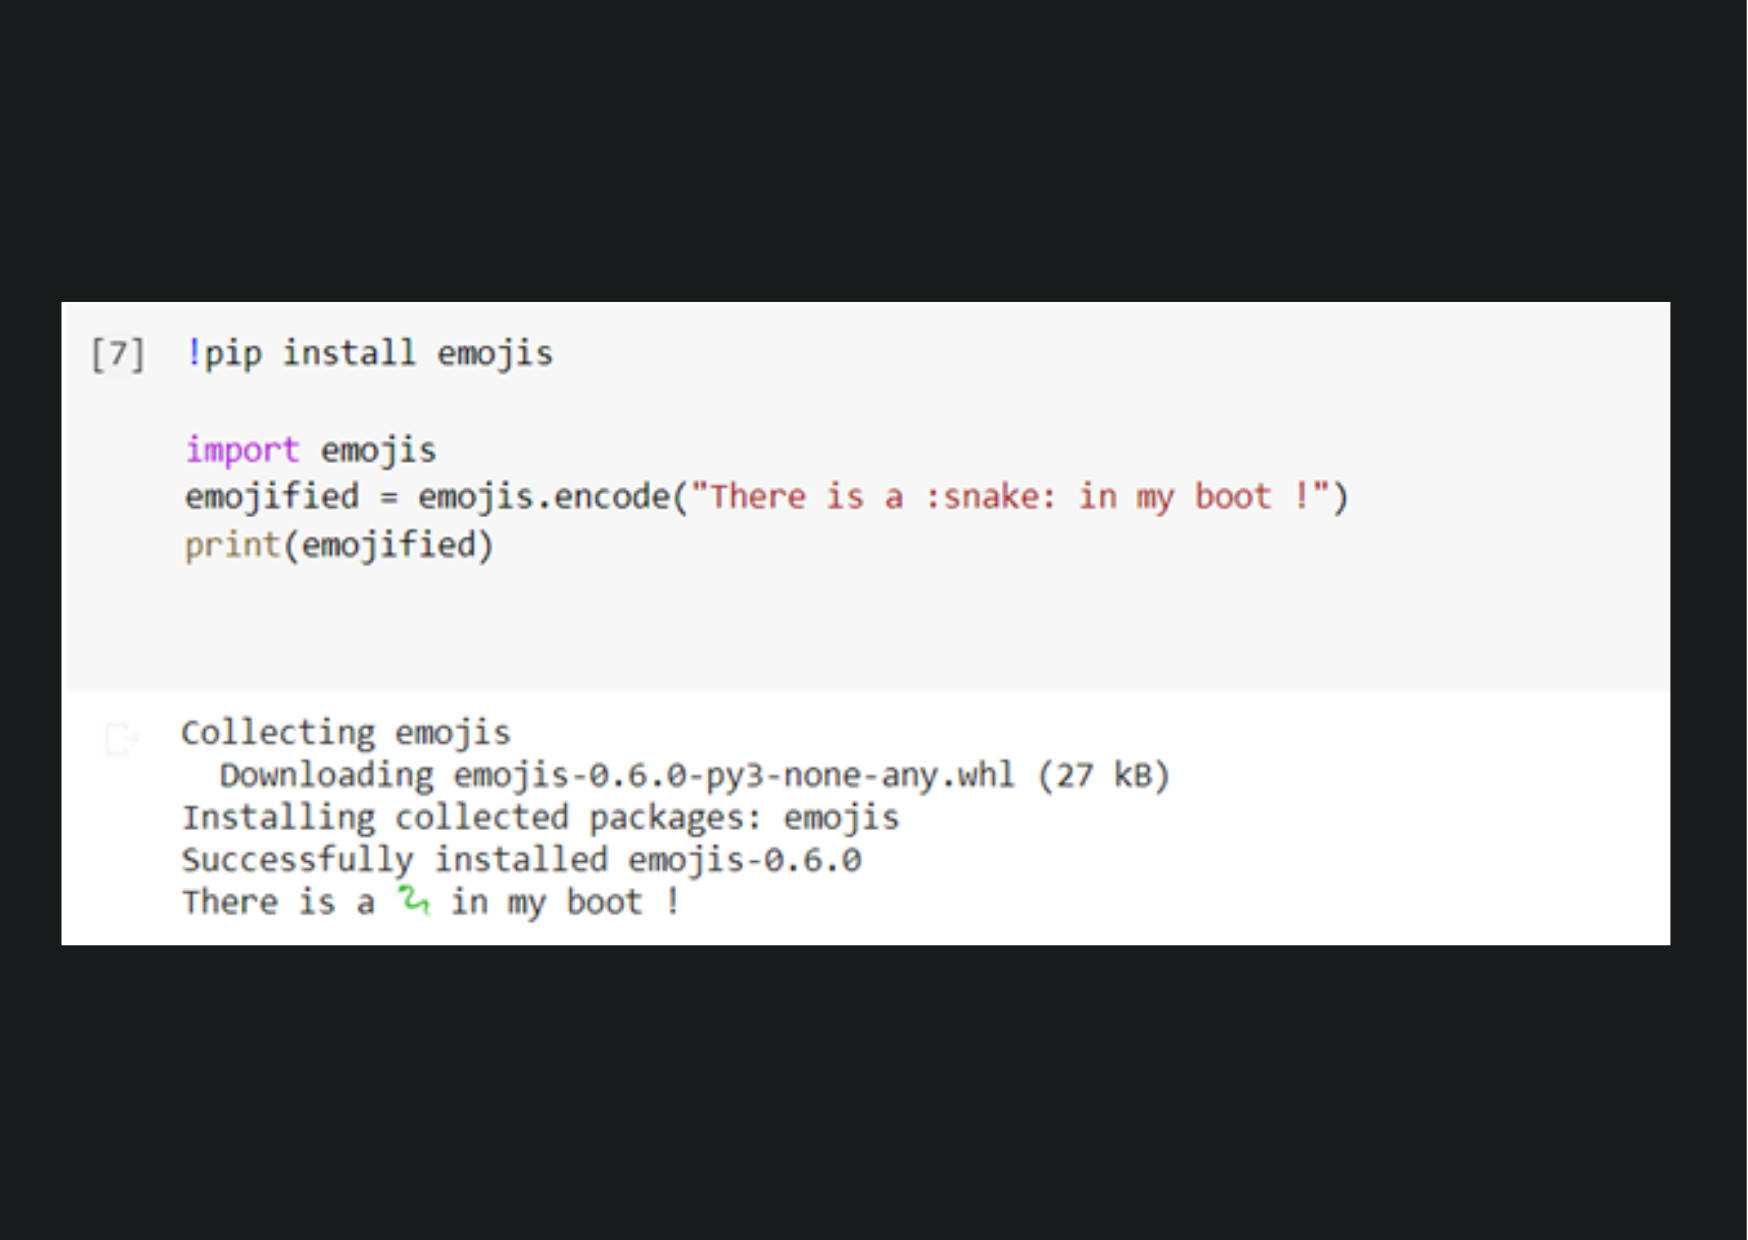 [7] !pip install emojis
import emojis
emojified = emojis.encode("There is a :snake: in my boot !")
print(emojified)
Collecting emojis
Downloading emojis-0.6.0-py3-none-any.whl (27 kB)
Installing collected packages: emojis
Successfully installed emojis-0.6.0
There is a 🐍 in my boot !